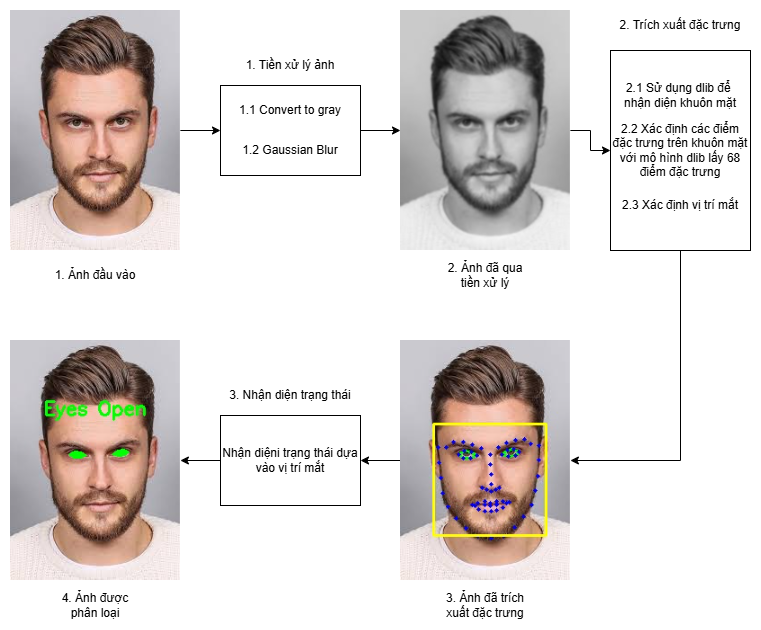 2. Trích xuất đặc trưng
1. Tiền xử lý ảnh
1.1 Convert to gray
1.2 Gaussian Blur
2.1 Sử dụng dlib để
nhận diện khuôn mặt
2.2 Xác định các điểm
đặc trưng trên khuôn mặt
với mô hình dlib lấy 68
điểm đặc trưng
2.3 Xác định vị trí mắt
1. Ảnh đầu vào
2. Ảnh đã qua
tiền xử lý
3. Nhận diện trạng thái
Eyes Open
Nhận diệni trạng thái dựa
vào vị trí mắt
4. Ảnh được
phân loại
3. Ảnh đã trích
xuất đặc trưng